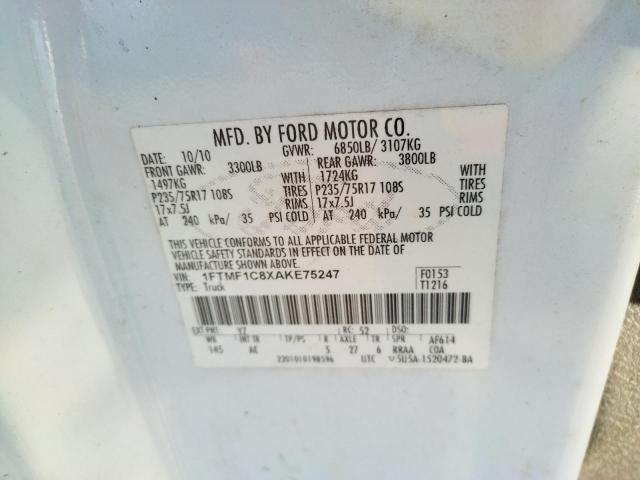 MFD. BY FORD MOTOR CO.
DATE: 10/10 GVWR: 6850LB/ 3107KG
FRONT GAWR: 3300LB REAR GAWR: 3800LB
1497KG WITH 1724KG WITH
P235/75R17 108S TIRES P235/75R17 108S TIRES
17x7.5J RIMS 17x7.5J RIMS
AT 240 kPa/ 35 PSI COLD AT 240 kPa/ 35 PSI COLD
THIS VEHICLE CONFORMS TO ALL APPLICABLE FEDERAL MOTOR
VEHICLE SAFETY STANDARDS IN EFFECT ON THE DATE OF
MANUFACTURE SHOWN ABOVE.
VIN: 1FTMF1C8XAKE75247 F0153
TYPE: Truck T1216
EXT PNT: YZ RC: 52 DSO:
WB INT TR TP/PS R AXLE TR SPR AF614
145 AE 5 27 6 RRAA COA
2201010198596 UTC 5U5A-1520472-BA